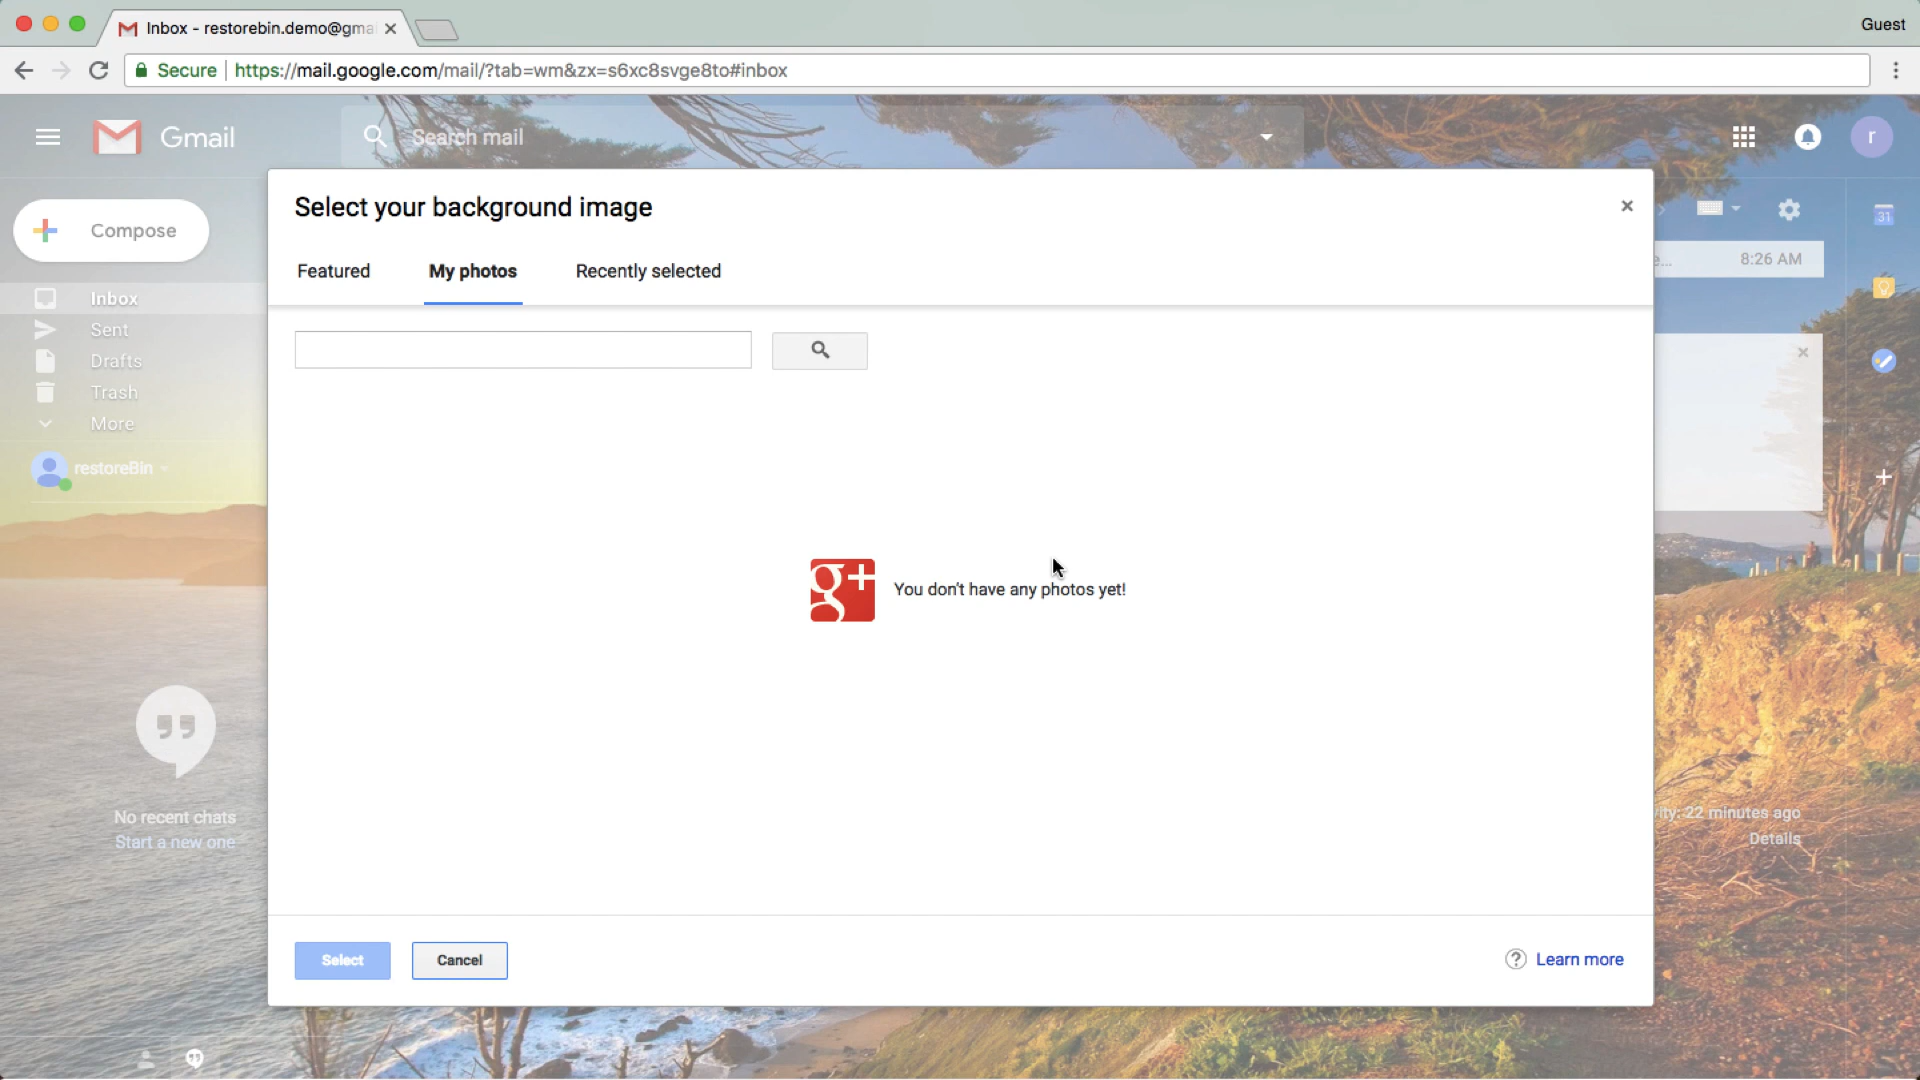 Inbox - restorebin.demo@gma
Guest
Secure
https://mail.google.com/mail/?tab=wm&zx=s6xc8svge8to#inbox
Gmail
Search mail
r
Compose
Select your background image
31
Featured
My photos
Recently selected
e...
8:26 AM
Inbox
Sent
Drafts
Trash
More
restoreBin
g+
You don't have any photos yet!
No recent chats
Start a new one
ity: 22 minutes ago
Details
Select
Cancel
? Learn more